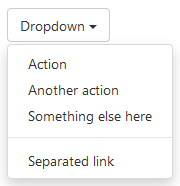 Dropdown
Action
Another action
Something else here
Separated link